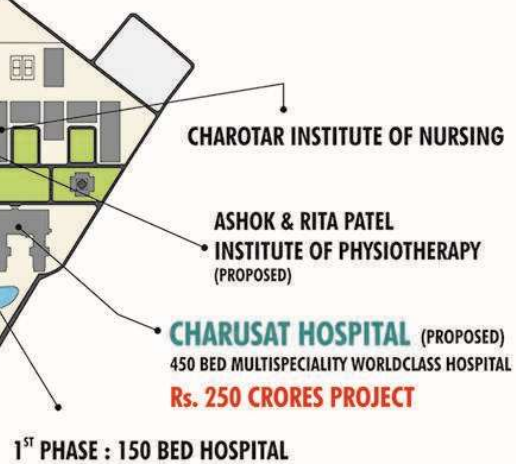 CHAROTAR INSTITUTE OF NURSING
ASHOK & RITA PATEL
INSTITUTE OF PHYSIOTHERAPY
(PROPOSED)
CHARUSAT HOSPITAL (PROPOSED)
450 BED MULTISPECIALITY WORLDCLASS HOSPITAL
Rs. 250 CRORES PROJECT
1ST PHASE : 150 BED HOSPITAL